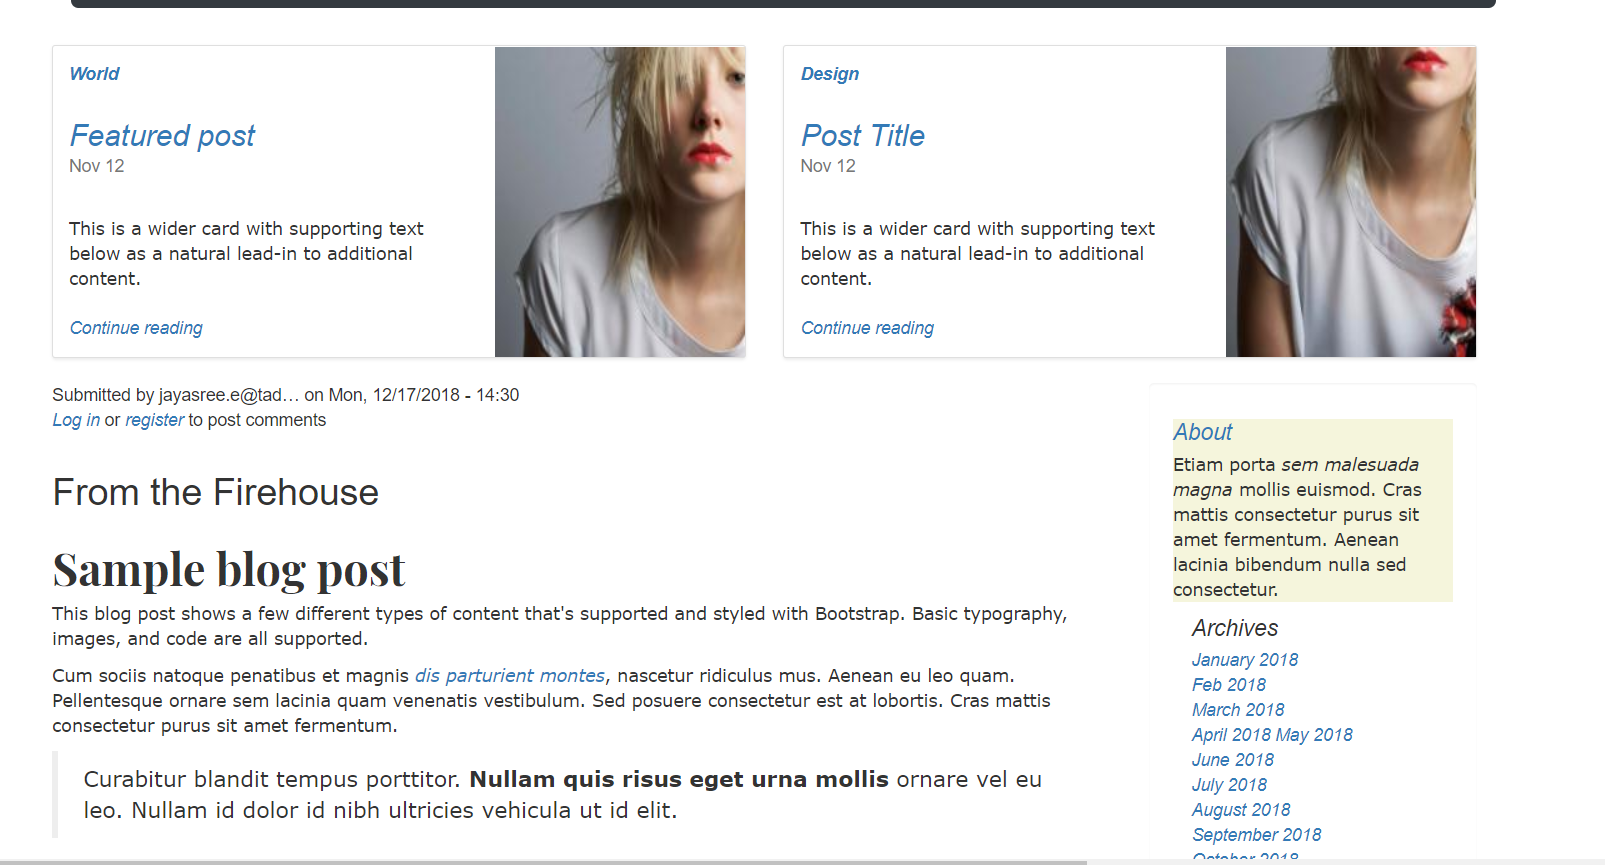 World
Featured post
Nov 12
This is a wider card with supporting text
below as a natural lead-in to additional
content.
Continue reading
Design
Post Title
Nov 12
This is a wider card with supporting text
below as a natural lead-in to additional
content.
Continue reading
Submitted by jayasree.e@tad… on Mon, 12/17/2018 - 14:30
Log in or register to post comments
From the Firehouse
Sample blog post
This blog post shows a few different types of content that's supported and styled with Bootstrap. Basic typography,
images, and code are all supported.
Cum sociis natoque penatibus et magnis dis parturient montes, nascetur ridiculus mus. Aenean eu leo quam.
Pellentesque ornare sem lacinia quam venenatis vestibulum. Sed posuere consectetur est at lobortis. Cras mattis
consectetur purus sit amet fermentum.
Curabitur blandit tempus porttitor. Nullam quis risus eget urna mollis ornare vel eu
leo. Nullam id dolor id nibh ultricies vehicula ut id elit.
About
Etiam porta sem malesuada
magna mollis euismod. Cras
mattis consectetur purus sit
amet fermentum. Aenean
lacinia bibendum nulla sed
consectetur.
Archives
January 2018
Feb 2018
March 2018
April 2018 May 2018
June 2018
July 2018
August 2018
September 2018
October 2018